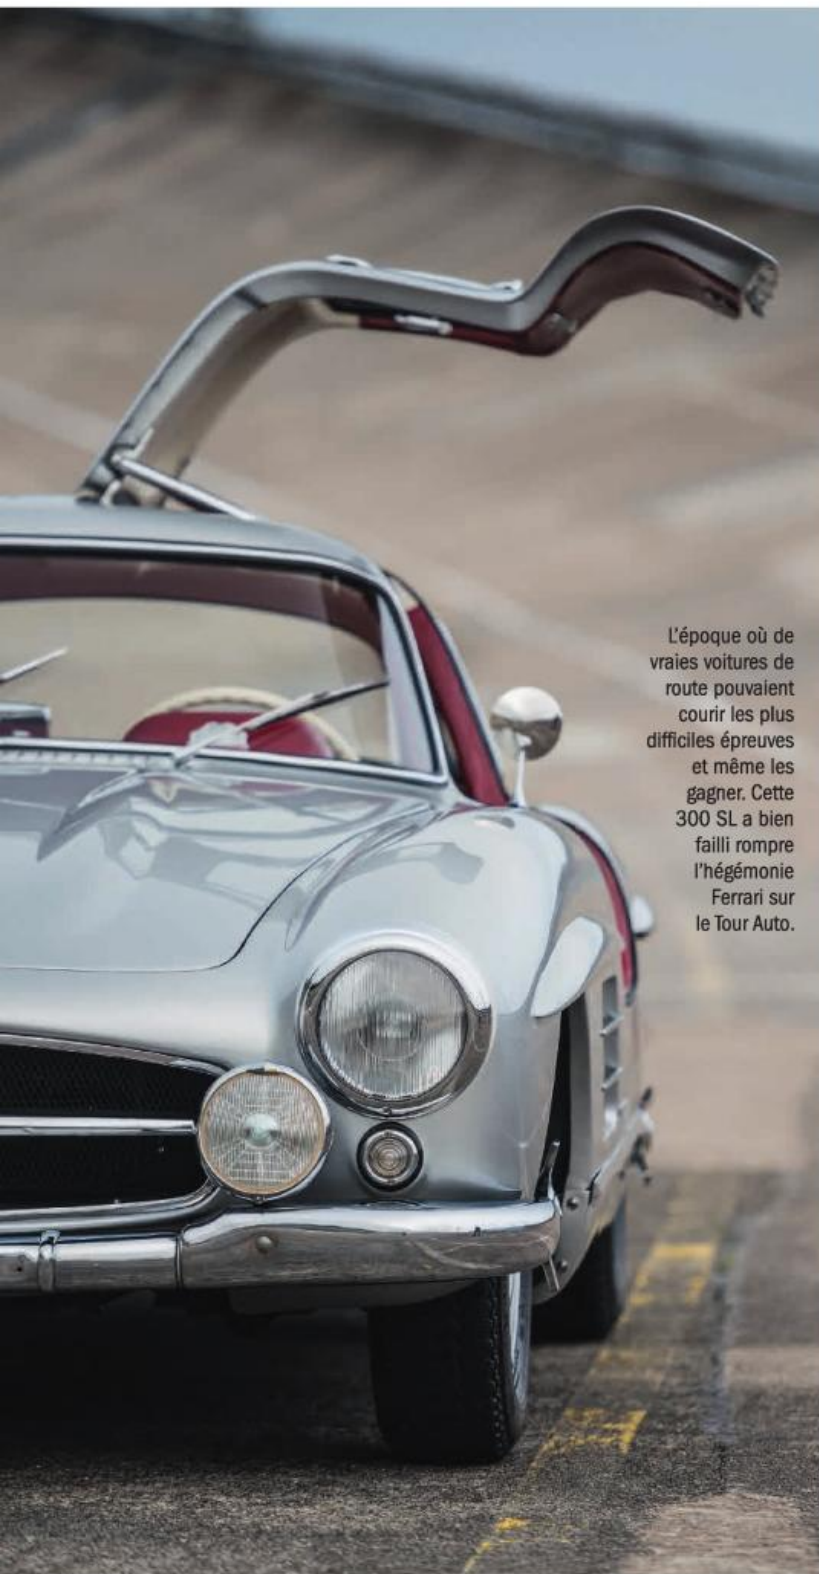 L'époque où de
vraies voitures de
route pouvaient
courir les plus
difficiles épreuves
et même les
gagner. Cette
300 SL a bien
failli rompre
l'hégémonie
Ferrari sur
le Tour Auto.